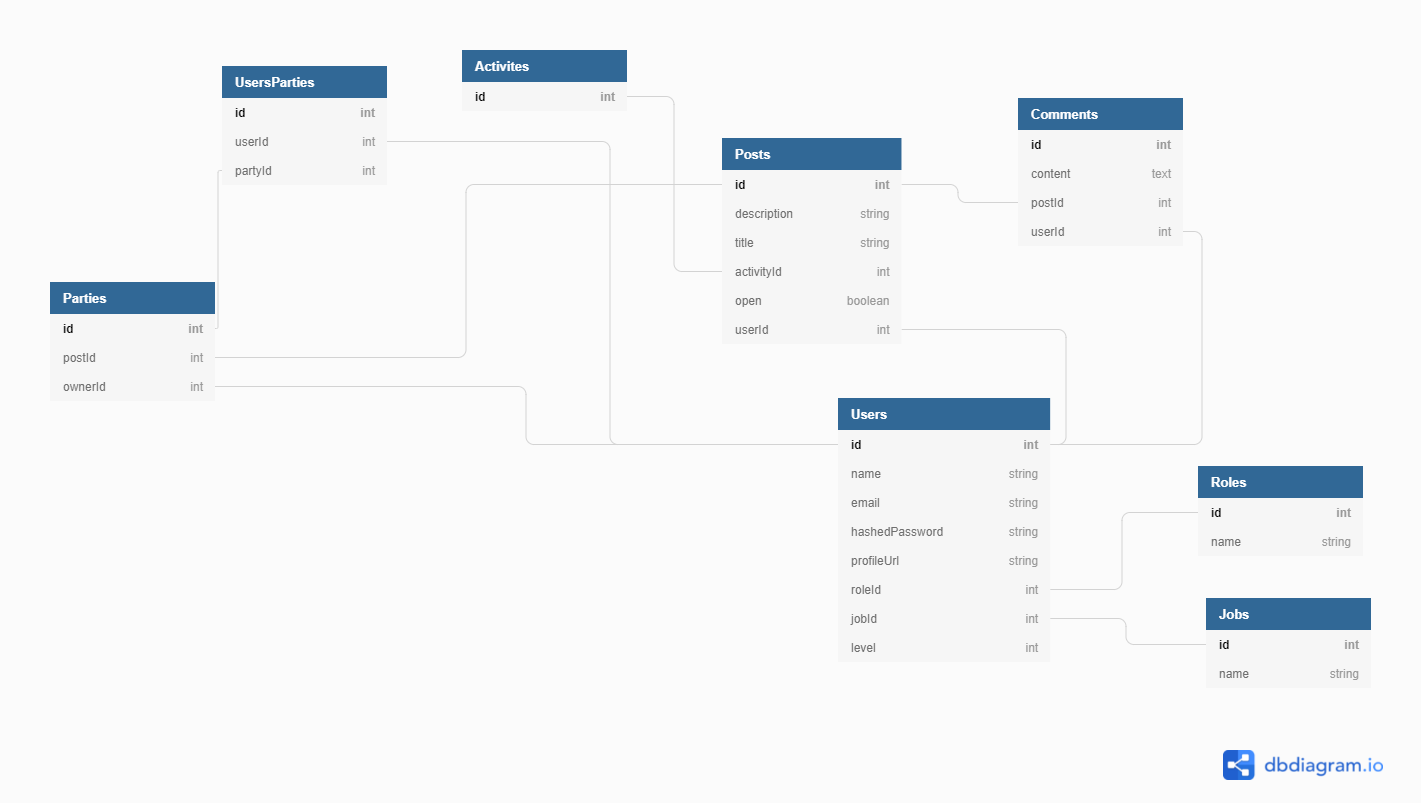 UsersParties
id int
userId int
partyId int
Activites
id int
Posts
id int
description string
title string
activityId int
open boolean
userId int
Comments
id int
content text
postId int
userId int
Parties
id int
postId int
ownerId int
Users
id int
name string
email string
hashedPassword string
profileUrl string
roleId int
jobId int
level int
Roles
id int
name string
Jobs
id int
name string
dbdiagram.io